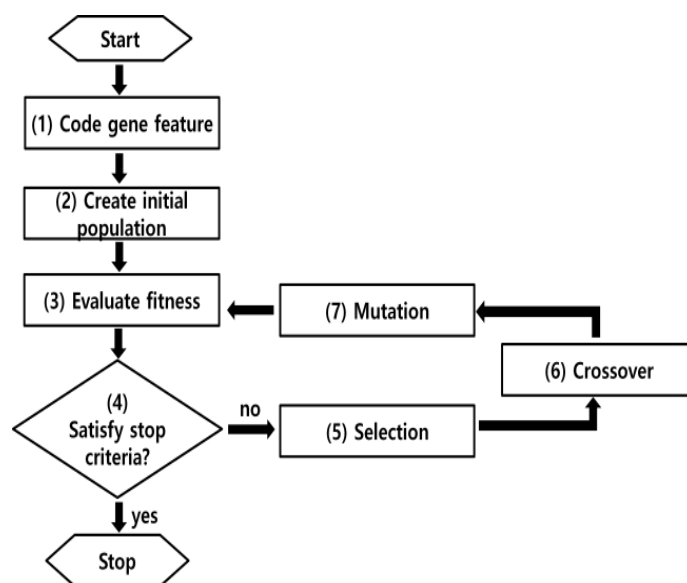 Start
(1) Code gene feature
(2) Create initial
population
(3) Evaluate fitness
(7) Mutation
(6) Crossover
(4)
Satisfy stop
criteria?
no
(5) Selection
yes
Stop